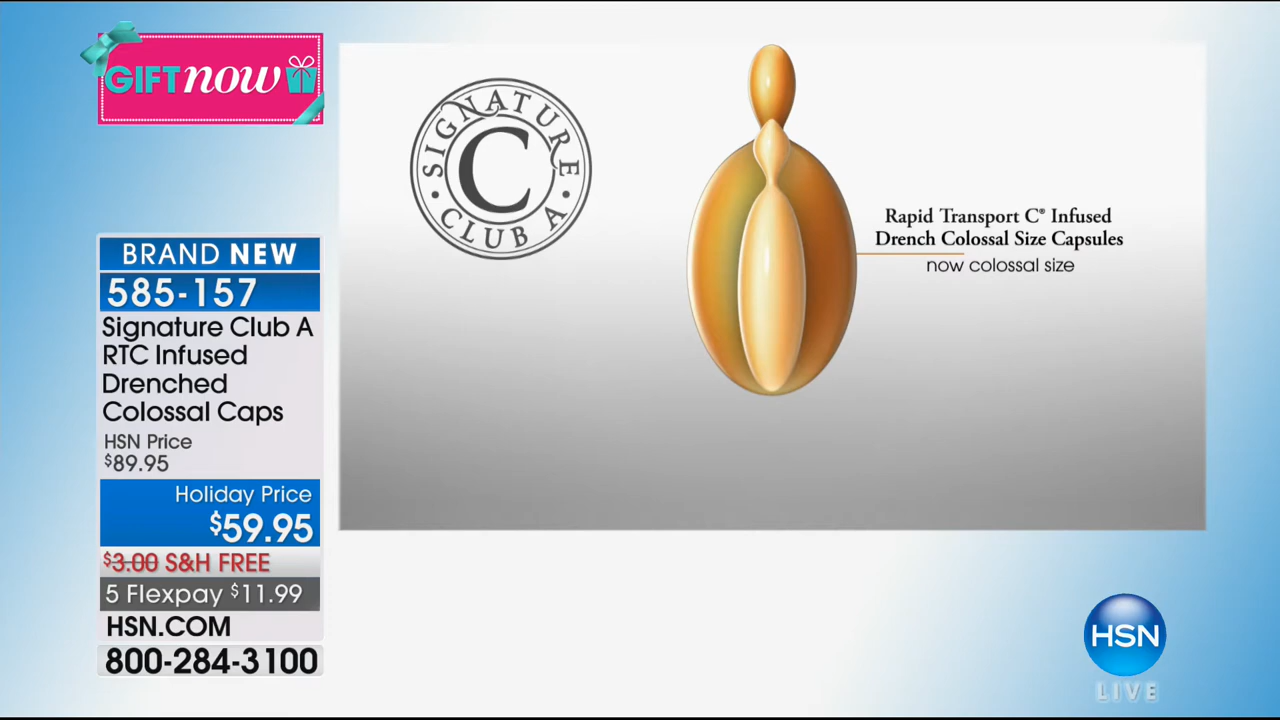 GIFT now
BRAND NEW
585-157
Signature Club A
RTC Infused
Drenched
Colossal Caps
HSN Price
$89.95
Holiday Price
$59.95
$3.00 S&H FREE
5 Flexpay $11.99
HSN.COM
800-284-3100
SIGNATURE
C
CLUB A
Rapid Transport C® Infused
Drench Colossal Size Capsules
now colossal size
HSN
LIVE